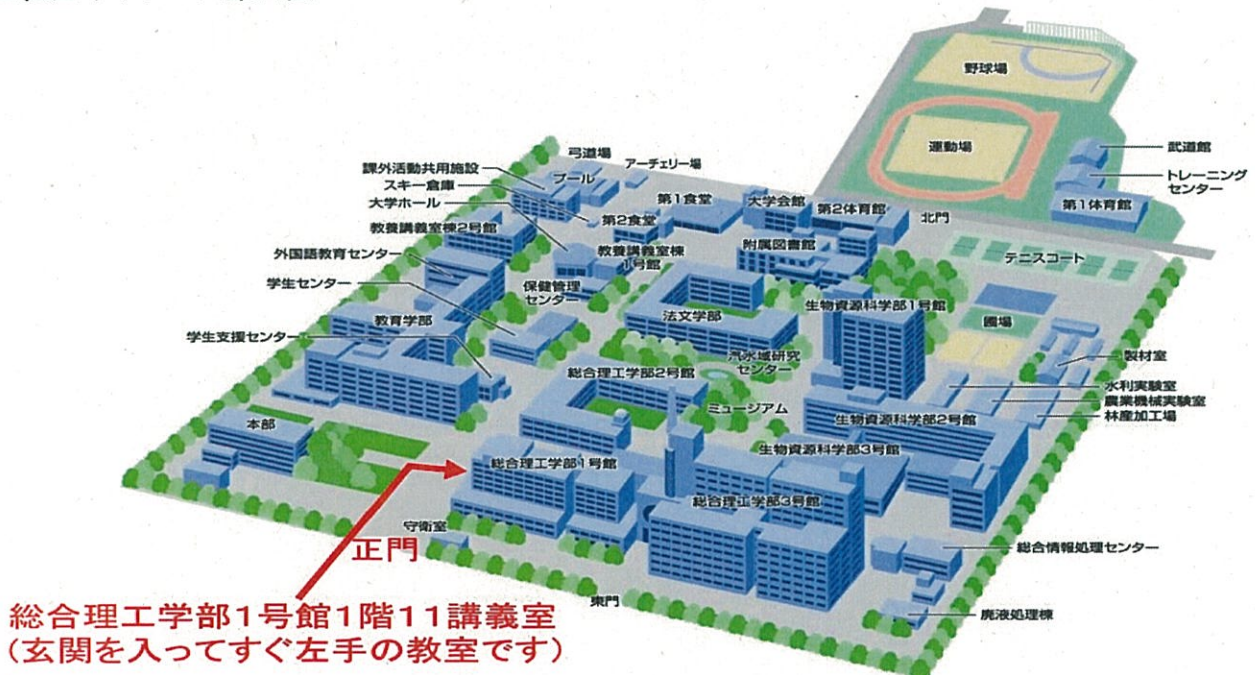 野球場
運動場
武道館
トレーニング
センター
第1体育館
弓道場
アーチェリー場
課外活動共用施設
プール
スキー倉庫
大学ホール
第1食堂
大学会館
第2体育館
北門
第2食堂
教養講義室棟2号館
教養講義室棟
1号館
附属図書館
テニスコート
外国語教育センター
学生センター
保健管理
センター
生物資源科学部1号館
法文学部
教育学部
圃場
学生支援センター
汽水域研究
センター
製材室
総合理工学部2号館
水利実験室
農業機械実験室
林産加工場
ミュージアム
生物資源科学部2号館
本部
生物資源科学部3号館
総合理工学部1号館
総合理工学部3号館
守衛室
正門
総合情報処理センター
東門
廃液処理棟
総合理工学部1号館1階11講義室
(玄関を入ってすぐ左手の教室です)